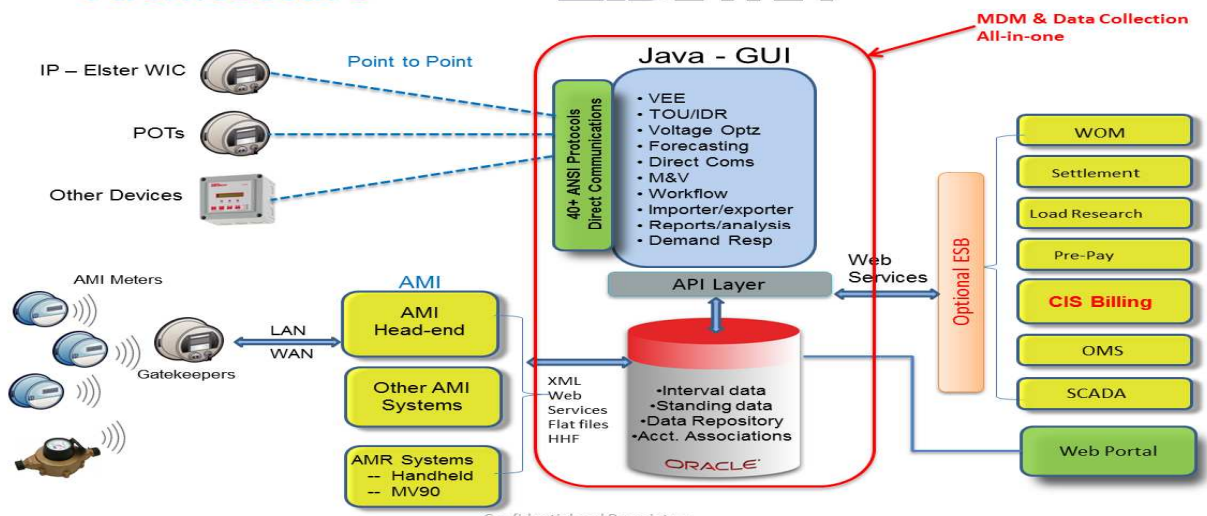 MDM & Data Collection
All-in-one
Java - GUI
IP – Elster WIC
Point to Point
POTs
Other Devices
40+ ANSI Protocols
Direct Communications
• VEE
• TOU/IDR
• Voltage Optz
• Forecasting
• Direct Coms
• M&V
• Workflow
• Importer/exporter
• Reports/analysis
• Demand Resp
API Layer
Web
Services
Optional ESB
WOM
Settlement
Load Research
Pre-Pay
CIS Billing
OMS
SCADA
Web Portal
AMI Meters
Gatekeepers
LAN
WAN
AMI
AMI
Head-end
Other AMI
Systems
AMR Systems
-- Handheld
-- MV90
XML
Web
Services
Flat files
HHF
•Interval data
•Standing data
•Data Repository
•Acct. Associations
ORACLE